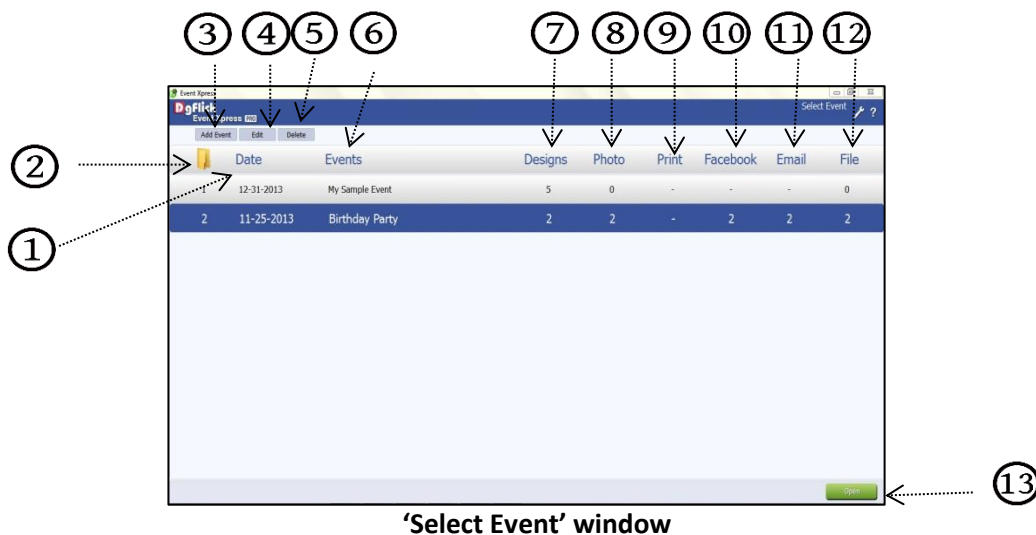 ③ ④ ⑤ ⑥ ⑦ ⑧ ⑨ ⑩ ⑪ ⑫
Event Xpress
DgFlick
Event Xpress PRO
Select Event ?
Add Event Edit Delete
②
Date Events Designs Photo Print Facebook Email File
1 12-31-2013 My Sample Event 5 0 - - - 0
2 11-25-2013 Birthday Party 2 2 - 2 2 2
①
Open
⑬
‘Select Event’ window